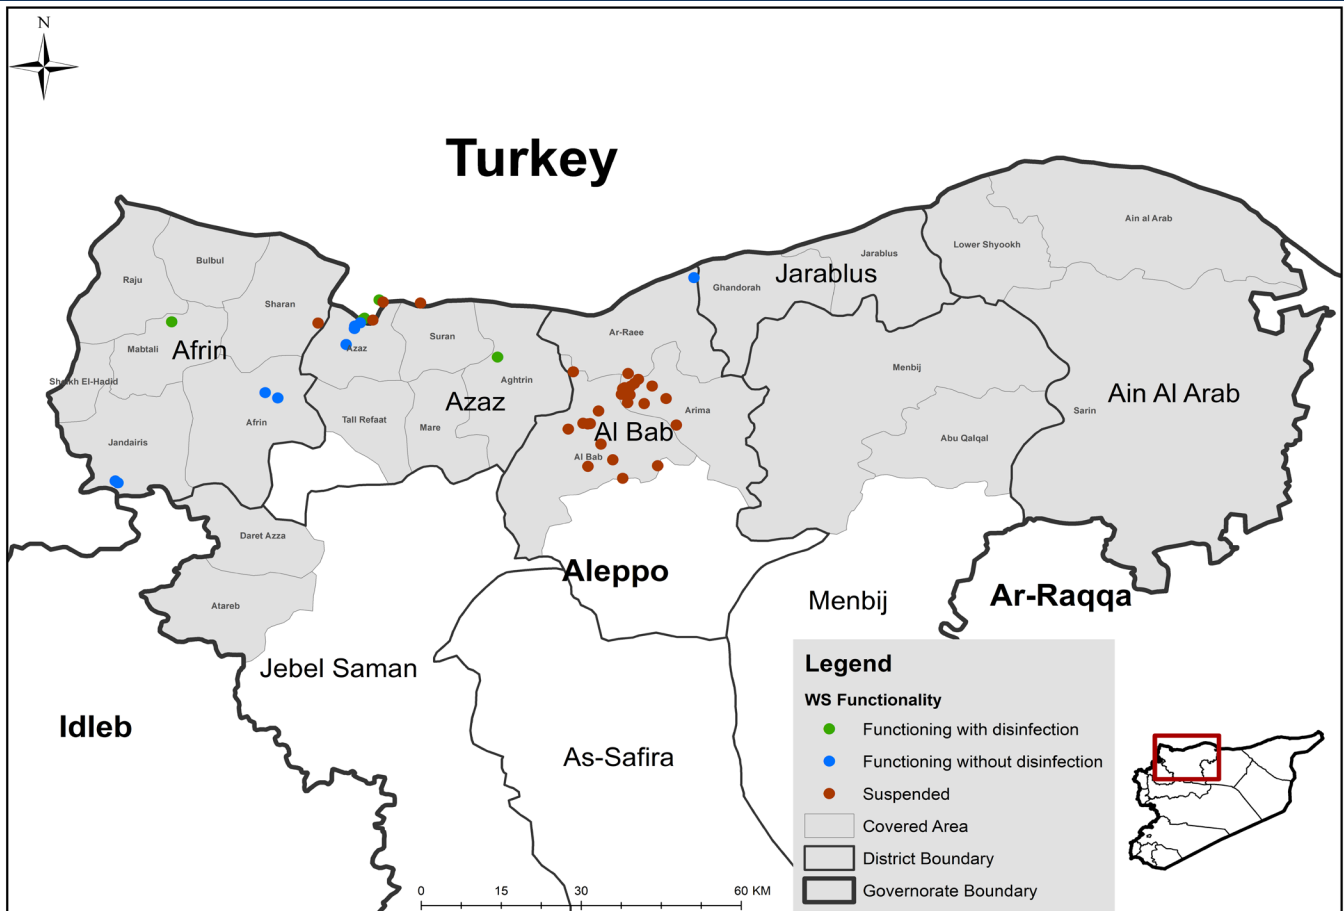 N
Turkey
Ain al Arab
Lower Shyookh
Jarablus
Bulbul
Jarablus
Raju
Ghandorah
Sharan
Ar-Raee
Suran
Mabtali
Afrin
Azaz
Menbij
Sheikh El-Hadid
Aghtrin
Ain Al Arab
Azaz
Arima
Sarin
Afrin
Tall Refaat
Mare
Al Bab
Abu Qalqal
Jandairis
Al Bab
Daret Azza
Aleppo
Ar-Raqqa
Menbij
Atareb
Jebel Saman
Idleb
As-Safira
Legend
WS Functionality
Functioning with disinfection
Functioning without disinfection
Suspended
Covered Area
District Boundary
Governorate Boundary
0 15 30 60 KM